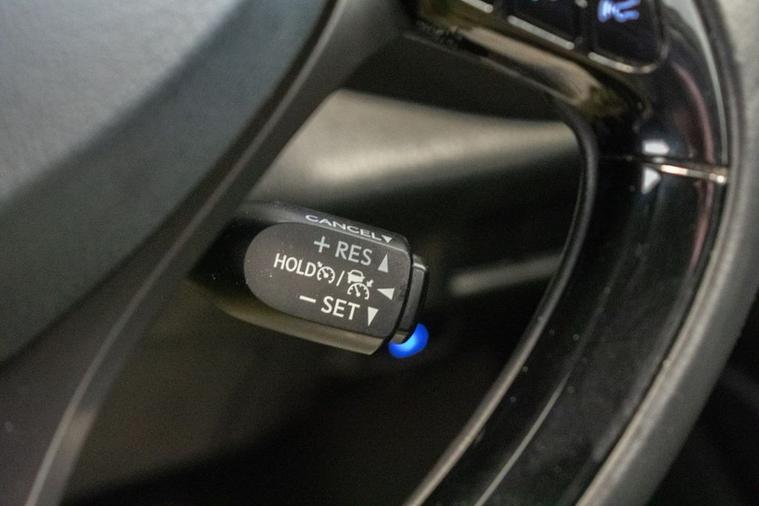 CANCEL▼
+ RES ▲
HOLD / ◀
− SET ▼